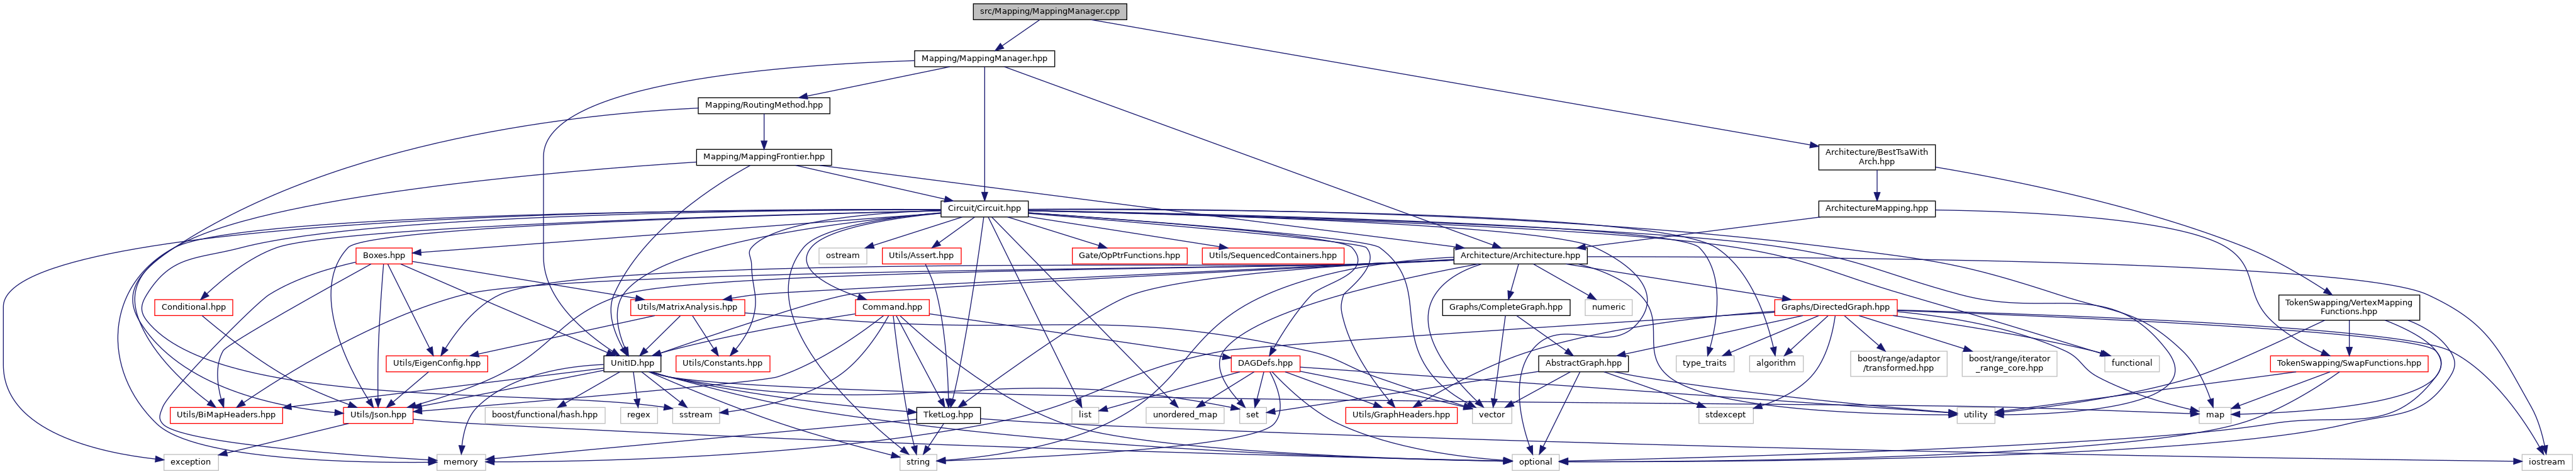 src/Mapping/MappingManager.cpp
Mapping/MappingManager.hpp
Mapping/RoutingMethod.hpp
Mapping/MappingFrontier.hpp
Architecture/BestTsaWith
Arch.hpp
Circuit/Circuit.hpp
ArchitectureMapping.hpp
Boxes.hpp
ostream
Utils/Assert.hpp
Gate/OpPtrFunctions.hpp
Utils/SequencedContainers.hpp
Architecture/Architecture.hpp
Conditional.hpp
Utils/MatrixAnalysis.hpp
Command.hpp
Graphs/CompleteGraph.hpp
numeric
Graphs/DirectedGraph.hpp
TokenSwapping/VertexMapping
Functions.hpp
Utils/EigenConfig.hpp
UnitID.hpp
Utils/Constants.hpp
DAGDefs.hpp
AbstractGraph.hpp
type_traits
algorithm
boost/range/adaptor
/transformed.hpp
boost/range/iterator
_range_core.hpp
functional
TokenSwapping/SwapFunctions.hpp
Utils/BiMapHeaders.hpp
Utils/Json.hpp
boost/functional/hash.hpp
regex
sstream
TketLog.hpp
list
unordered_map
set
Utils/GraphHeaders.hpp
vector
stdexcept
utility
map
exception
memory
string
optional
iostream